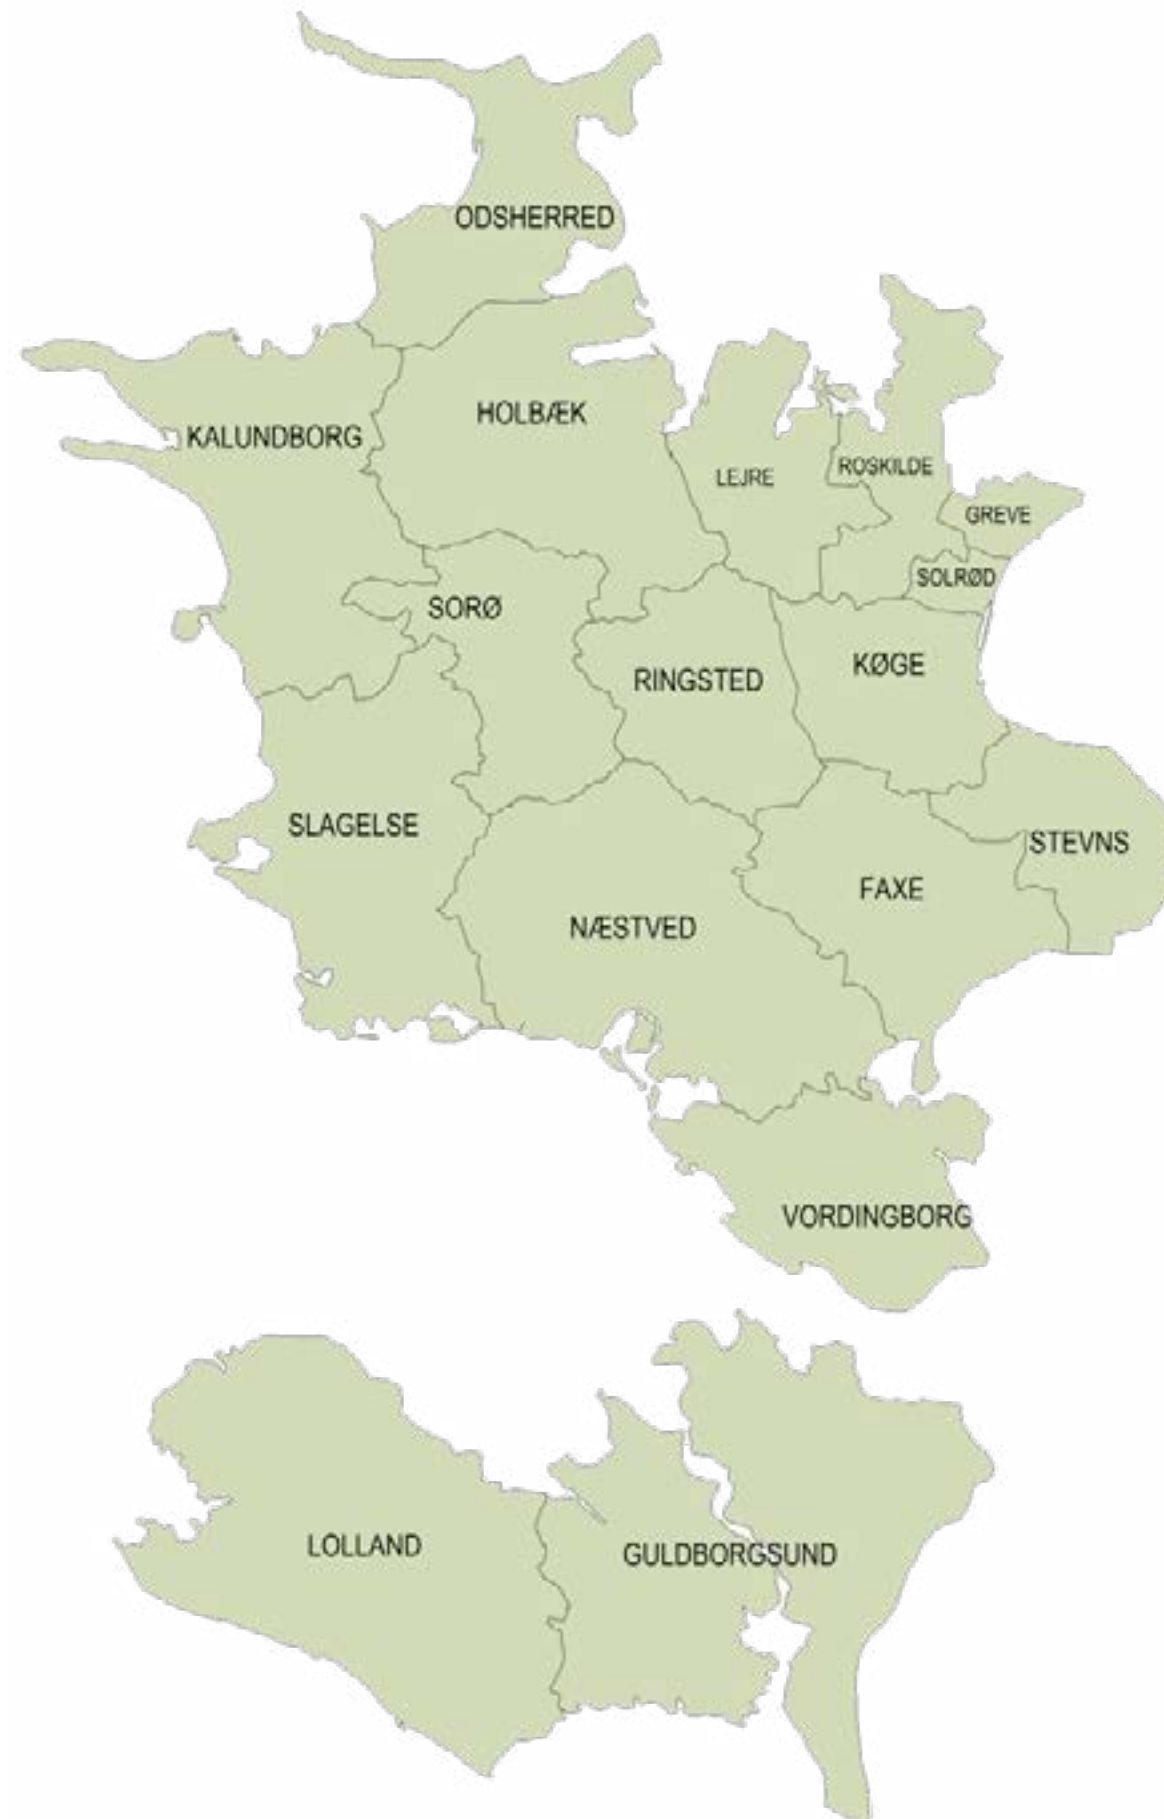 ODSHERRED
HOLBÆK
KALUNDBORG
LEJRE
ROSKILDE
GREVE
SOLRØD
SORØ
KØGE
RINGSTED
SLAGELSE
STEVNS
FAXE
NÆSTVED
VORDINGBORG
LOLLAND
GULDBORGSUND